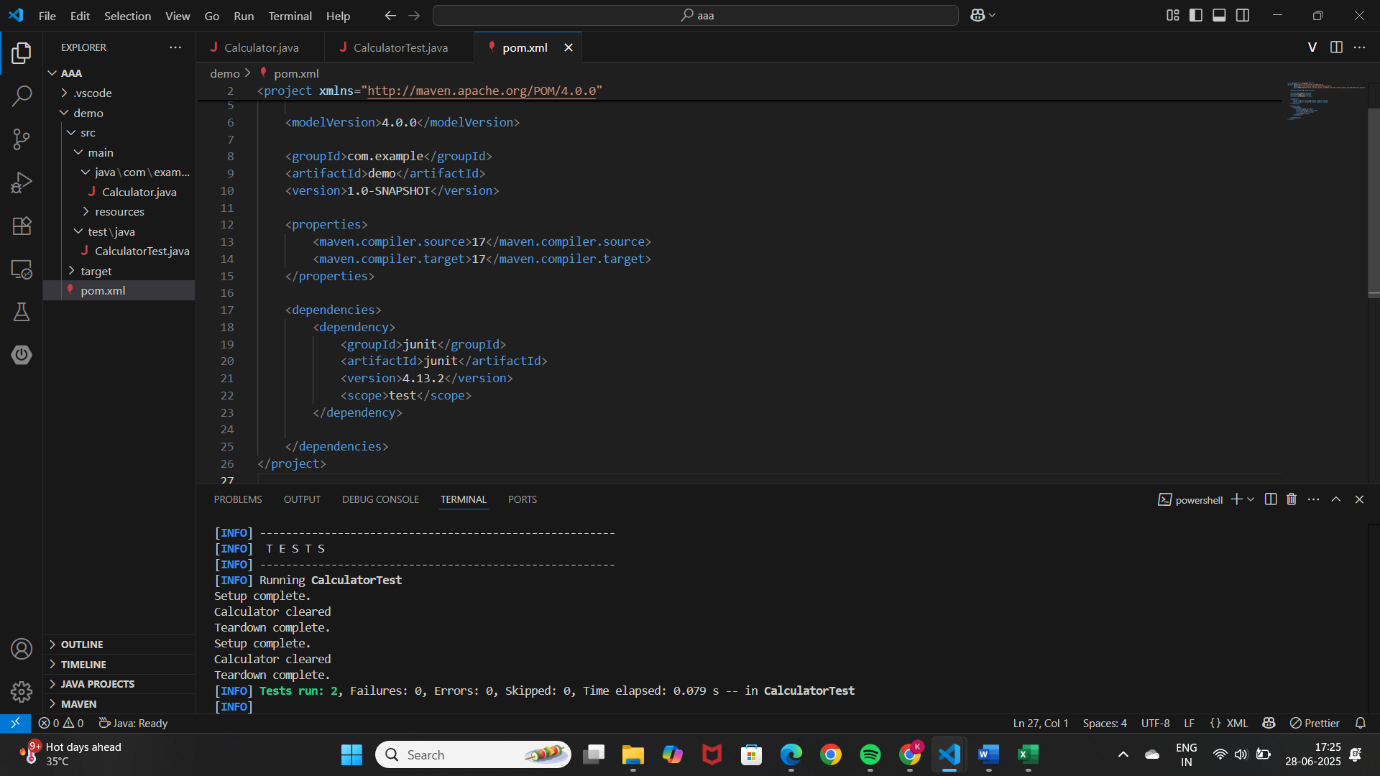 File Edit Selection View Go Run Terminal Help
aaa
EXPLORER
Calculator.java
CalculatorTest.java
pom.xml
V
AAA
.vscode
demo
src
main
java\com\exam...
Calculator.java
resources
test\java
CalculatorTest.java
target
pom.xml
OUTLINE
TIMELINE
JAVA PROJECTS
MAVEN
demo > pom.xml
2 <project xmlns="http://maven.apache.org/POM/4.0.0"
5
6 <modelVersion>4.0.0</modelVersion>
7
8 <groupId>com.example</groupId>
9 <artifactId>demo</artifactId>
10 <version>1.0-SNAPSHOT</version>
11
12 <properties>
13 <maven.compiler.source>17</maven.compiler.source>
14 <maven.compiler.target>17</maven.compiler.target>
15 </properties>
16
17 <dependencies>
18 <dependency>
19 <groupId>junit</groupId>
20 <artifactId>junit</artifactId>
21 <version>4.13.2</version>
22 <scope>test</scope>
23 </dependency>
24
25 </dependencies>
26 </project>
27
PROBLEMS OUTPUT DEBUG CONSOLE TERMINAL PORTS
powershell
[INFO] -------------------------------------------------------
[INFO]  T E S T S
[INFO] -------------------------------------------------------
[INFO] Running CalculatorTest
Setup complete.
Calculator cleared
Teardown complete.
Setup complete.
Calculator cleared
Teardown complete.
[INFO] Tests run: 2, Failures: 0, Errors: 0, Skipped: 0, Time elapsed: 0.079 s -- in CalculatorTest
[INFO]
0 0 Java: Ready
Ln 27, Col 1 Spaces: 4 UTF-8 LF {} XML Prettier
9+
Hot days ahead
35°C
Search
K
ENG
IN
17:25
28-06-2025